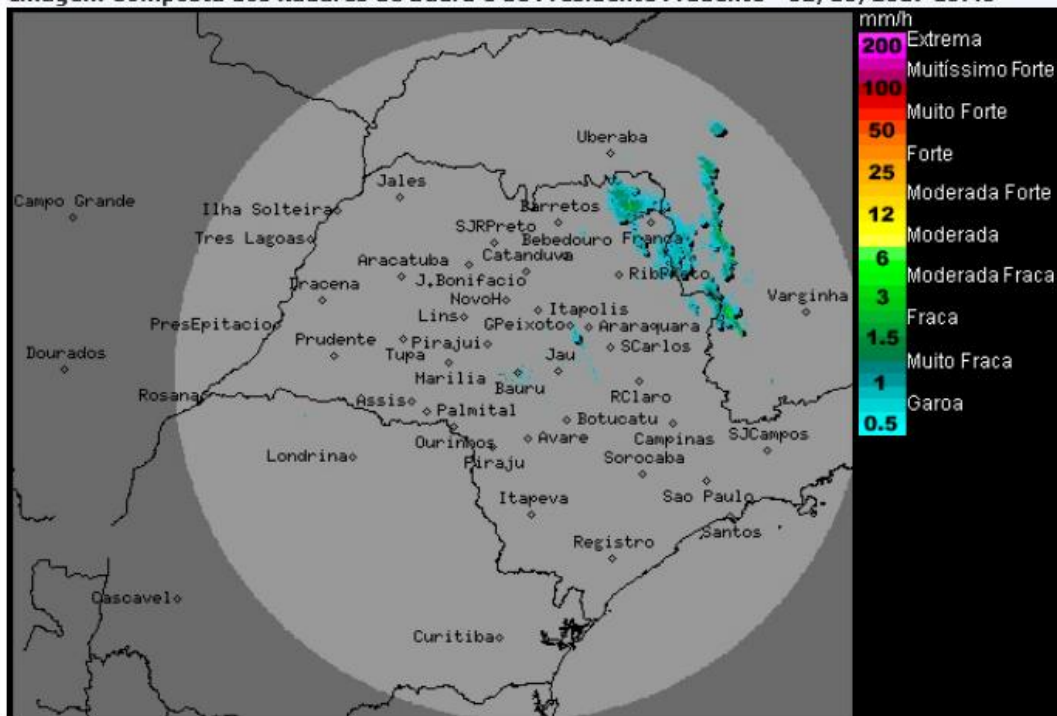 mm/h
200 Extrema
Muitíssimo Forte
100
Muito Forte
50
Forte
25
Moderada Forte
12
Moderada
6
Moderada Fraca
3
Fraca
1.5
Muito Fraca
1
Garoa
0.5
Uberaba
Jales
Campo Grande
Ilha Solteira
Barretos
SJRPreto
Tres Lagoas
Bebedouro Franca
Aracatuba
Catanduva
J.Bonifacio
RibPreto
Dracena
NovoH
Varginha
Itapolis
Lins
PresEpitacio
GPeixoto
Araraquara
Prudente
Pirajui
SCarlos
Dourados
Tupa
Jau
Marilia
Bauru
Rosana
RClaro
Assis
Palmital
Botucatu
Ourinhos
Avare
Campinas
SJCampos
Londrina
Piraju
Sorocaba
Itapeva
Sao Paulo
Santos
Registro
Cascavel
Curitiba